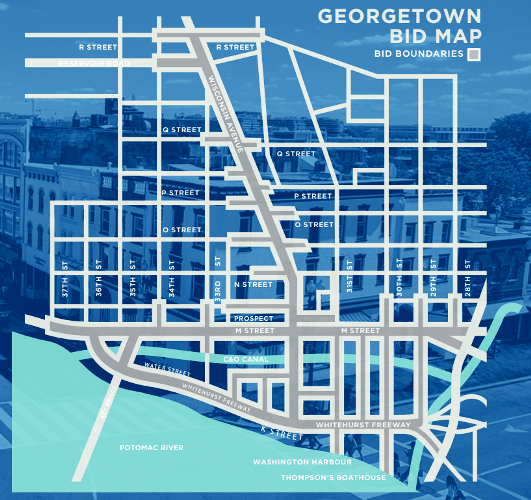 GEORGETOWN
BID MAP
BID BOUNDARIES
R STREET
R STREET
RESERVOIR ROAD
WISCONSIN AVENUE
Q STREET
Q STREET
P STREET
P STREET
O STREET
O STREET
37TH ST
36TH ST
35TH ST
34TH ST
33RD ST
31ST ST
30TH ST
29TH ST
28TH ST
N STREET
PROSPECT
M STREET
M STREET
C&O CANAL
WATER STREET
WHITEHURST FREEWAY
WHITEHURST FREEWAY
K STREET
POTOMAC RIVER
WASHINGTON HARBOUR
THOMPSON'S BOATHOUSE